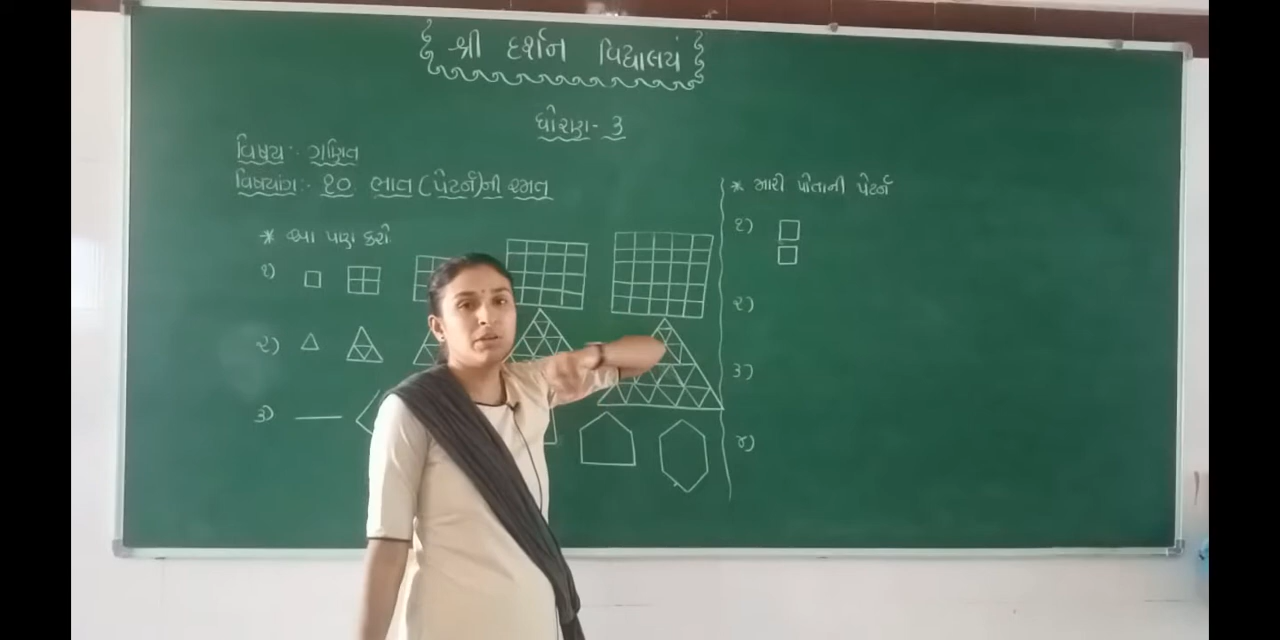 શ્રી દર્શન વિદ્યાલય
ધોરણ - ૩
વિષય :- ગણિત
વિષયાંગ :- ૧૦. ભાત (પેટર્ન) ની રમત
* આ પણ કરો
૧)
૨)
૩)
* મારી પોતાની પેટર્ન
૧)
૨)
૩)
૪)